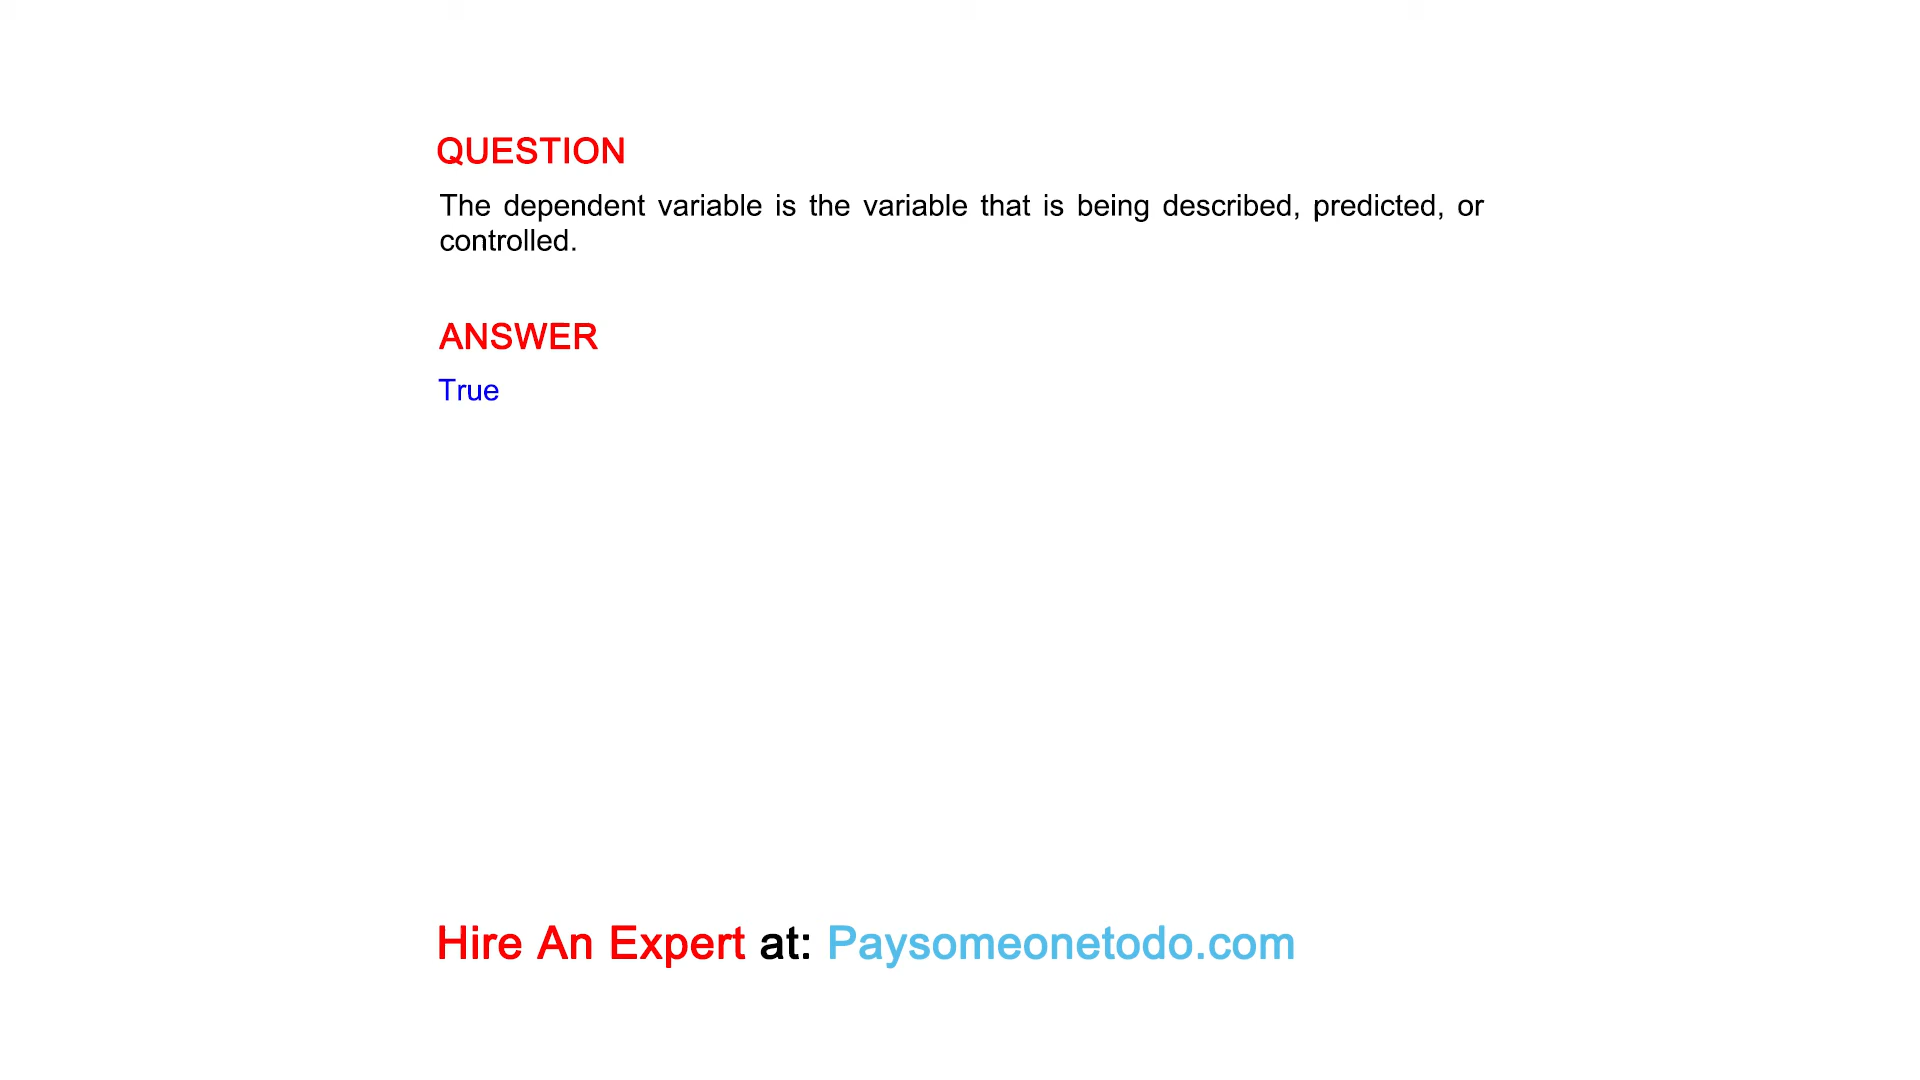 QUESTION
The dependent variable is the variable that is being described, predicted, or
controlled.
ANSWER
True
Hire An Expert at: Paysomeonetodo.com